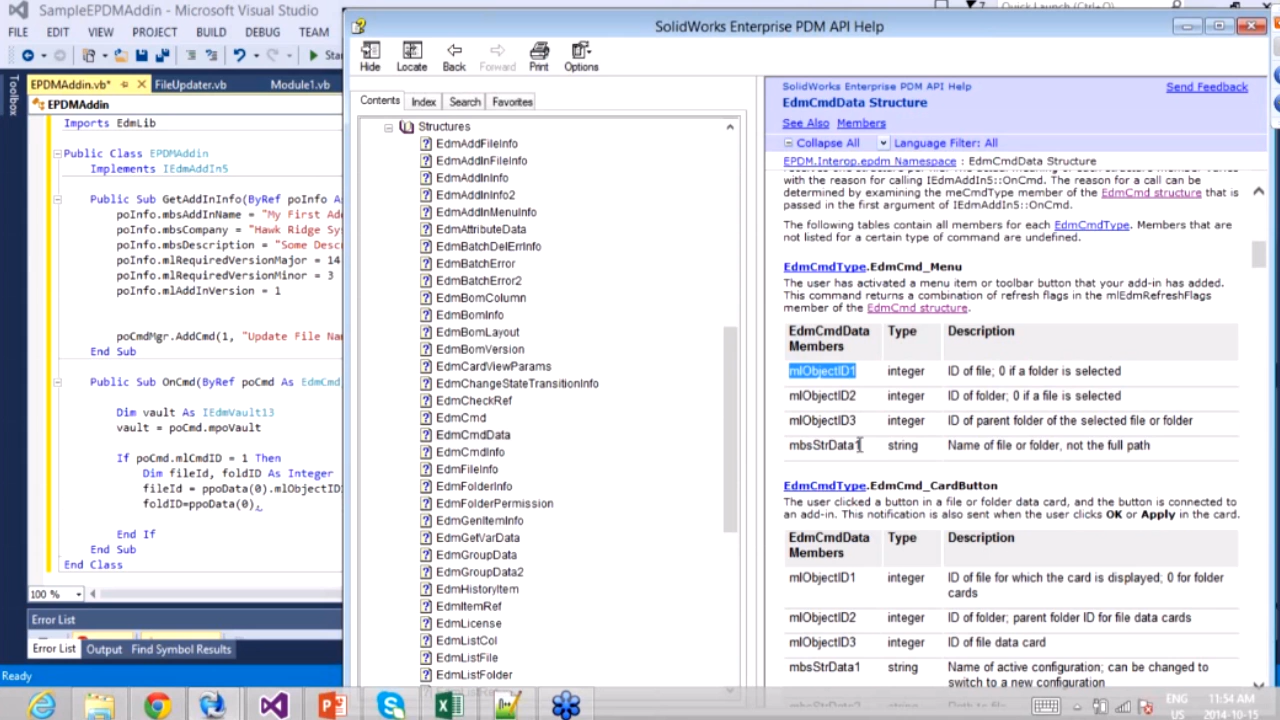 SampleEPDMAddin - Microsoft Visual Studio
Quick Launch (Ctrl+Q)
FILE EDIT VIEW PROJECT BUILD DEBUG TEAM
Toolbox
EPDMAddin.vb* FileUpdater.vb Module1.vb
EPDMAddin
Imports EdmLib
Public Class EPDMAddin
Implements IEdmAddIn5
Public Sub GetAddInInfo(ByRef poInfo As
poInfo.mbsAddInName = "My First Add
poInfo.mbsCompany = "Hawk Ridge Sys
poInfo.mbsDescription = "Some Descr
poInfo.mlRequiredVersionMajor = 14
poInfo.mlRequiredVersionMinor = 3
poInfo.mlAddInVersion = 1
poCmdMgr.AddCmd(1, "Update File Na
End Sub
Public Sub OnCmd(ByRef poCmd As EdmCmd
Dim vault As IEdmVault13
vault = poCmd.mpoVault
If poCmd.mlCmdID = 1 Then
Dim fileId, foldID As Integer
fileId = ppoData(0).mlObjectID
foldID=ppoData(0).
End If
End Sub
End Class
100 %
Error List
Error List Output Find Symbol Results
Ready
SolidWorks Enterprise PDM API Help
Hide Locate Back Forward Print Options
Contents Index Search Favorites
Structures
EdmAddFileInfo
EdmAddInFileInfo
EdmAddInInfo
EdmAddInInfo2
EdmAddInMenuInfo
EdmAttributeData
EdmBatchDelErrInfo
EdmBatchError
EdmBatchError2
EdmBomColumn
EdmBomInfo
EdmBomLayout
EdmBomVersion
EdmCardViewParams
EdmChangeStateTransitionInfo
EdmCheckRef
EdmCmd
EdmCmdData
EdmCmdInfo
EdmFileInfo
EdmFolderInfo
EdmFolderPermission
EdmGenItemInfo
EdmGetVarData
EdmGroupData
EdmGroupData2
EdmHistoryItem
EdmItemRef
EdmLicense
EdmListCol
EdmListFile
EdmListFolder
SolidWorks Enterprise PDM API Help Send Feedback
EdmCmdData Structure
See Also Members
Collapse All Language Filter: All
EPDM.Interop.epdm Namespace : EdmCmdData Structure
with the reason for calling IEdmAddIn5::OnCmd. The reason for a call can be
determined by examining the meCmdType member of the EdmCmd structure that is
passed in the first argument of IEdmAddIn5::OnCmd.
The following tables contain all members for each EdmCmdType. Members that are
not listed for a certain type of command are undefined.
EdmCmdType.EdmCmd_Menu
The user has activated a menu item or toolbar button that your add-in has added.
This command returns a combination of refresh flags in the mlEdmRefreshFlags
member of the EdmCmd structure.
EdmCmdData Members Type Description
mlObjectID1 integer ID of file; 0 if a folder is selected
mlObjectID2 integer ID of folder; 0 if a file is selected
mlObjectID3 integer ID of parent folder of the selected file or folder
mbsStrData1 string Name of file or folder, not the full path
EdmCmdType.EdmCmd_CardButton
The user clicked a button in a file or folder data card, and the button is connected to
an add-in. This notification is also sent when the user clicks OK or Apply in the card.
EdmCmdData Members Type Description
mlObjectID1 integer ID of file for which the card is displayed; 0 for folder
cards
mlObjectID2 integer ID of folder; parent folder ID for file data cards
mlObjectID3 integer ID of file data card
mbsStrData1 string Name of active configuration; can be changed to
switch to a new configuration
ENG
US
11:54 AM
2014-10-15